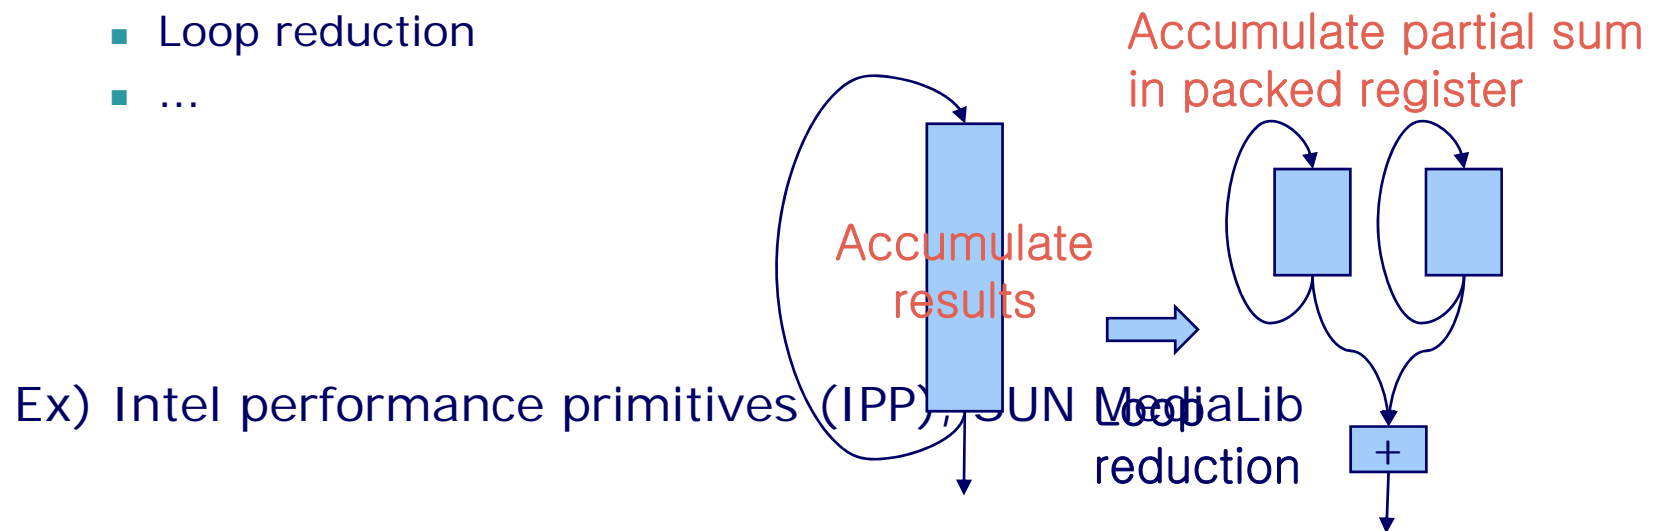 Loop reduction
...
Accumulate partial sum
in packed register
Accumulate
results
Ex) Intel performance primitives (IPP), SUN MediaLib
Loop
reduction
+